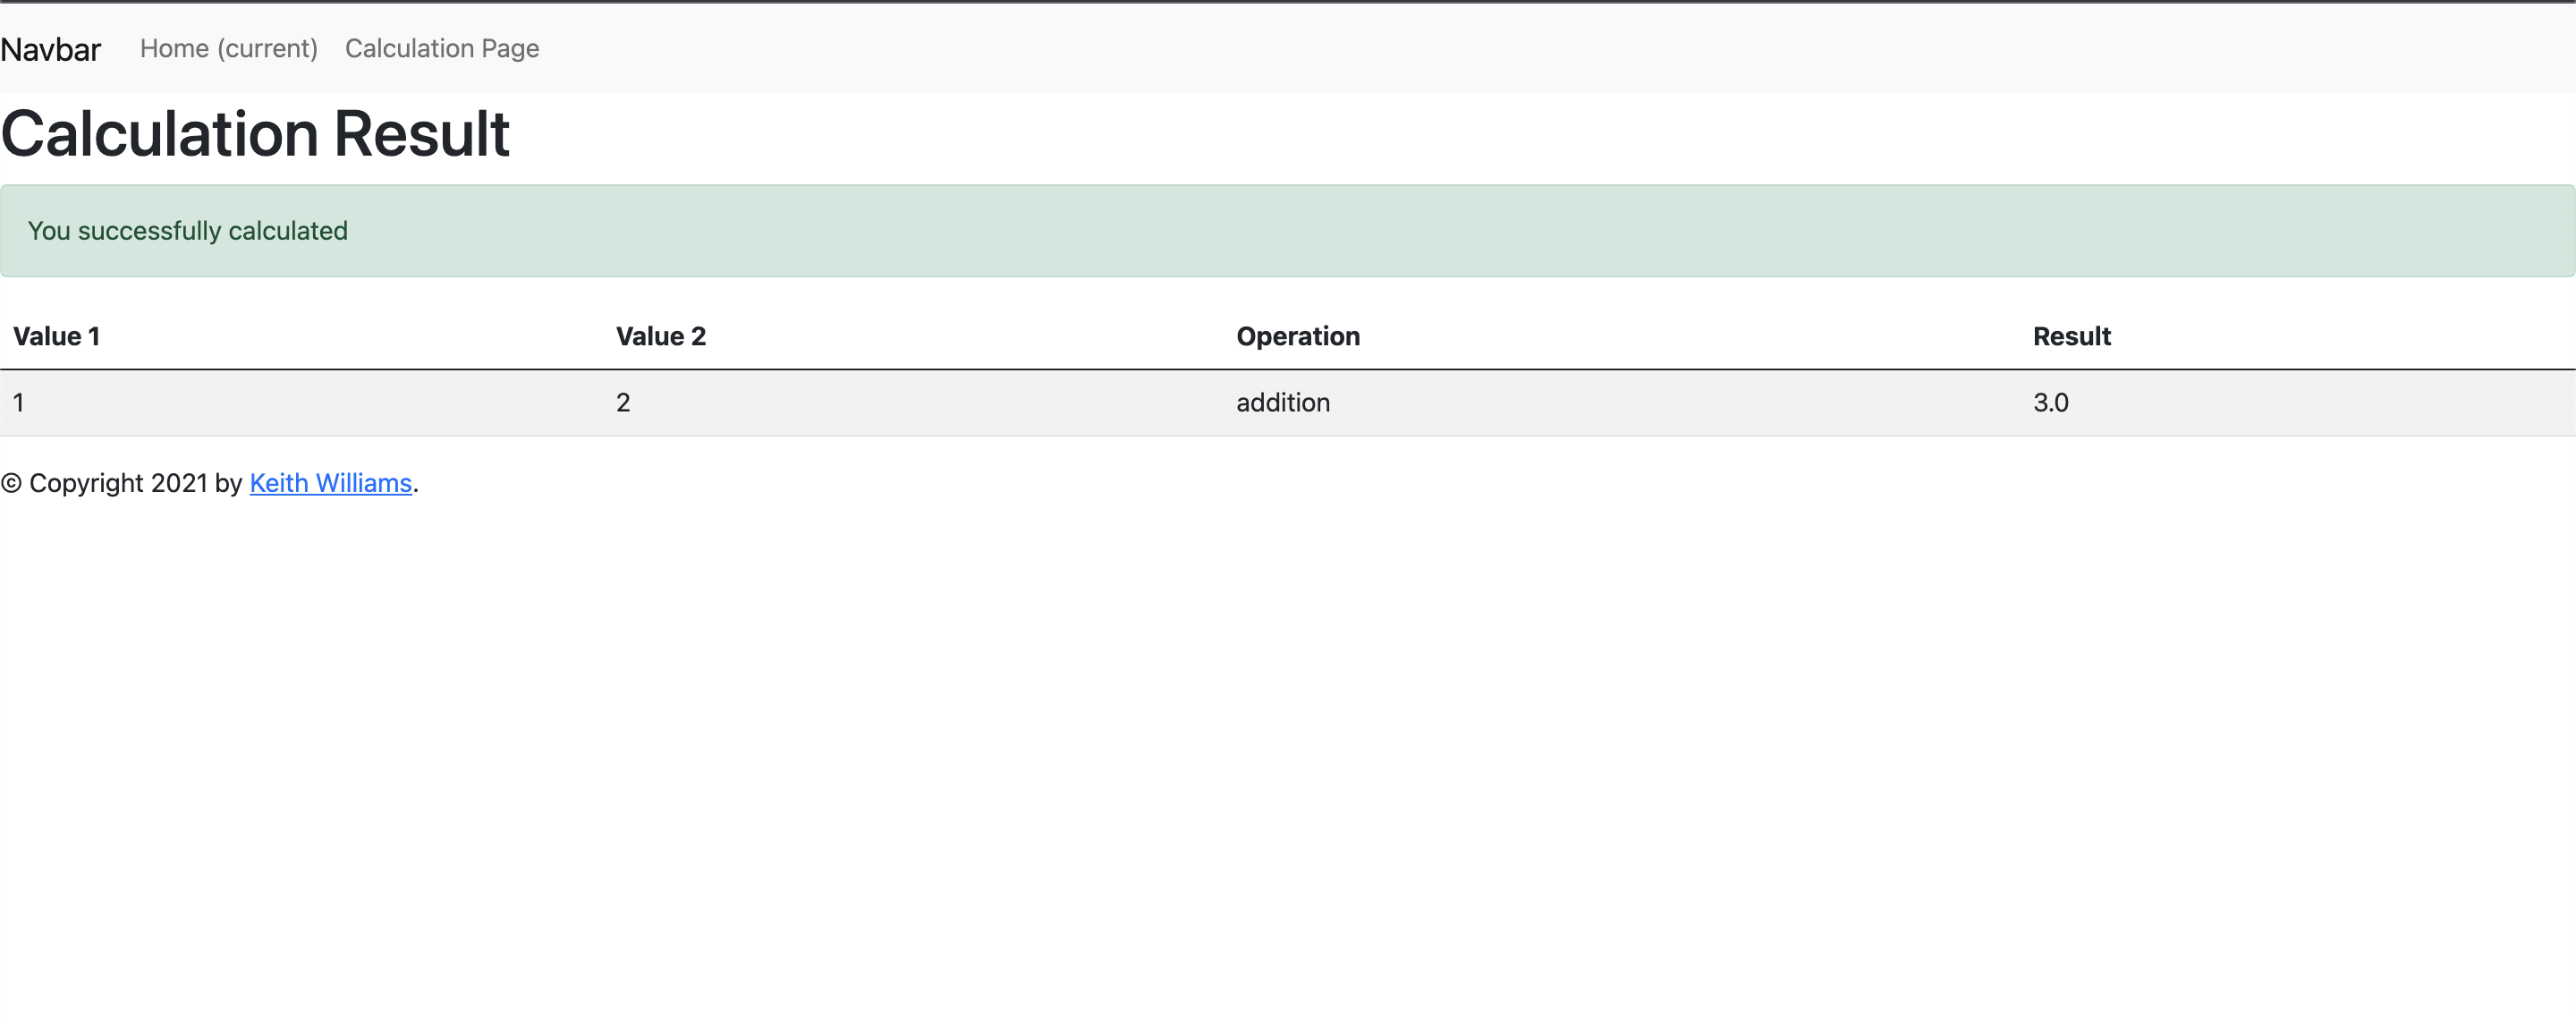 Navbar Home (current) Calculation Page
Calculation Result
You successfully calculated
Value 1 Value 2 Operation Result
1 2 addition 3.0
© Copyright 2021 by Keith Williams.